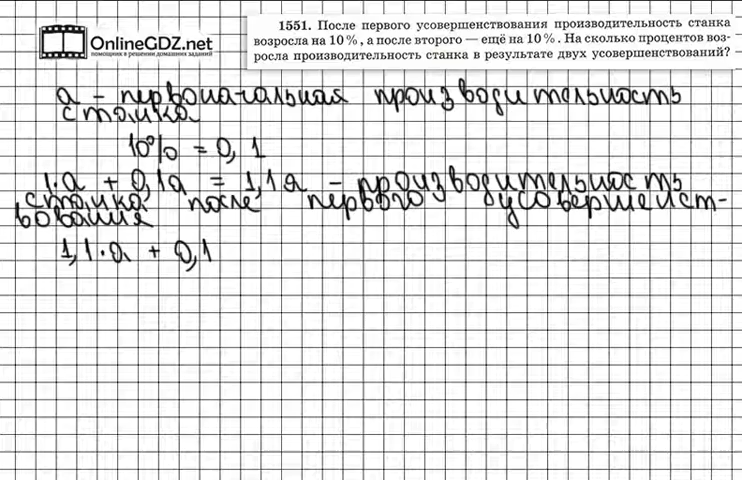 OnlineGDZ.net
помощник в решении домашних заданий
1551. После первого усовершенствования производительность станка
возросла на 10 %, а после второго — ещё на 10 %. На сколько процентов воз-
росла производительность станка в результате двух усовершенствований?
а - первоначальная производительность
станка
10% = 0,1
1·а + 0,1а = 1,1а - производительность
станка после первого усовершенст-
вования
1,1·а + 0,1